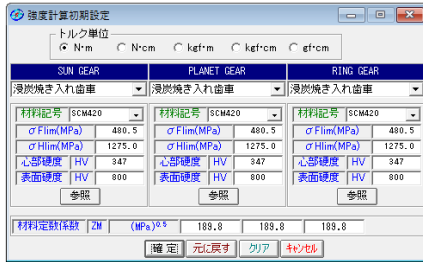 強度計算初期設定
トルク単位
N･m N･cm kgf･m kgf･cm gf･cm
SUN GEAR PLANET GEAR RING GEAR
浸炭焼き入れ歯車 浸炭焼き入れ歯車 浸炭焼き入れ歯車
材料記号 SCM420 材料記号 SCM420 材料記号 SCM420
σFlim(MPa) 480.5 σFlim(MPa) 480.5 σFlim(MPa) 480.5
σHlim(MPa) 1275.0 σHlim(MPa) 1275.0 σHlim(MPa) 1275.0
心部硬度 HV 347 心部硬度 HV 347 心部硬度 HV 347
表面硬度 HV 800 表面硬度 HV 800 表面硬度 HV 800
参照 参照 参照
材料定数係数 ZM (MPa)^0.5 189.8 189.8 189.8
確定 元に戻す クリア キャンセル